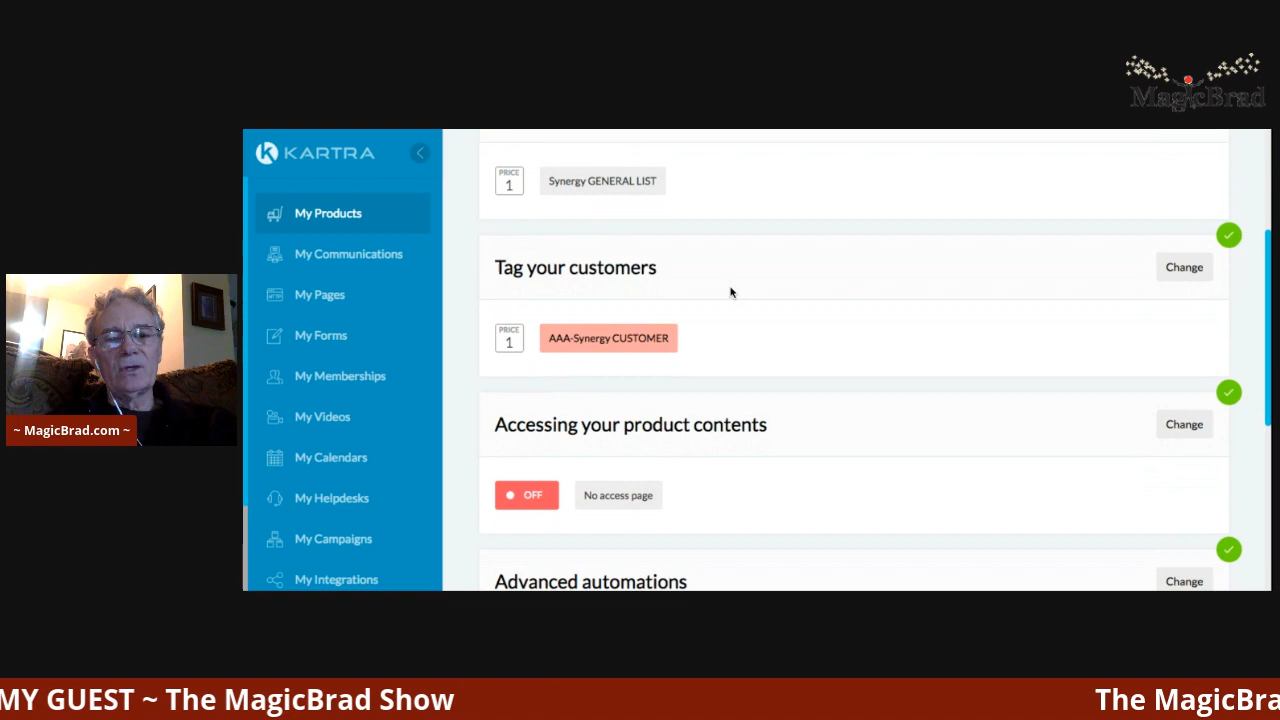 MagicBrad
KARTRA
My Products
My Communications
My Pages
My Forms
My Memberships
My Videos
My Calendars
My Helpdesks
My Campaigns
My Integrations
PRICE
1
Synergy GENERAL LIST
Tag your customers
Change
PRICE
1
AAA-Synergy CUSTOMER
Accessing your product contents
Change
OFF
No access page
Advanced automations
Change
~ MagicBrad.com ~
MY GUEST ~ The MagicBrad Show
The MagicBra